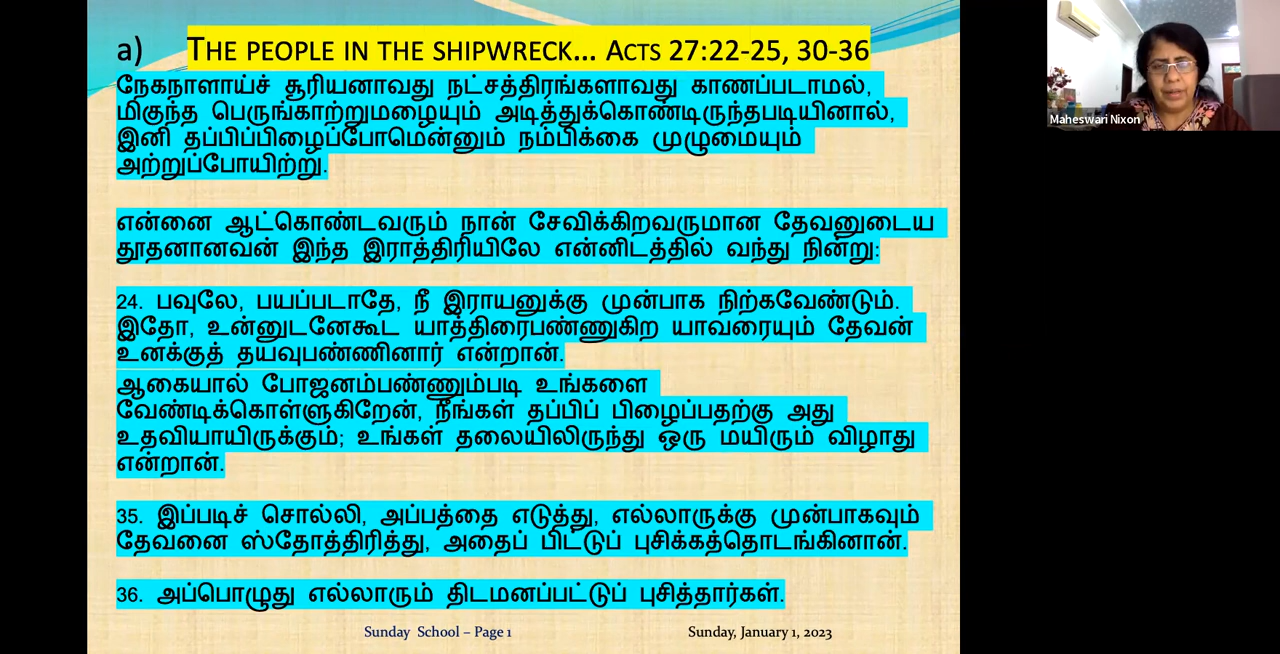 a) THE PEOPLE IN THE SHIPWRECK... ACTS 27:22-25, 30-36
நேகநாளாய்ச் சூரியனாவது நட்சத்திரங்களாவது காணப்படாமல்,
மிகுந்த பெருங்காற்றுமழையும் அடித்துக்கொண்டிருந்தபடியினால்,
இனி தப்பிப்பிழைப்போமென்னும் நம்பிக்கை முழுமையும்
அற்றுப்போயிற்று.
என்னை ஆட்கொண்டவரும் நான் சேவிக்கிறவருமான தேவனுடைய
தூதனானவன் இந்த இராத்திரியிலே என்னிடத்தில் வந்து நின்று:
24. பவுலே, பயப்படாதே, நீ இராயனுக்கு முன்பாக நிற்கவேண்டும்.
இதோ, உன்னுடனேகூட யாத்திரைபண்ணுகிற யாவரையும் தேவன்
உனக்குத் தயவுபண்ணினார் என்றான்.
ஆகையால் போஜனம்பண்ணும்படி உங்களை
வேண்டிக்கொள்ளுகிறேன், நீங்கள் தப்பிப் பிழைப்பதற்கு அது
உதவியாயிருக்கும்; உங்கள் தலையிலிருந்து ஒரு மயிரும் விழாது
என்றான்.
35. இப்படிச் சொல்லி, அப்பத்தை எடுத்து, எல்லாருக்கு முன்பாகவும்
தேவனை ஸ்தோத்திரித்து, அதைப் பிட்டுப் புசிக்கத்தொடங்கினான்.
36. அப்பொழுது எல்லாரும் திடமனப்பட்டுப் புசித்தார்கள்.
Sunday School – Page 1
Sunday, January 1, 2023
Maheswari Nixon